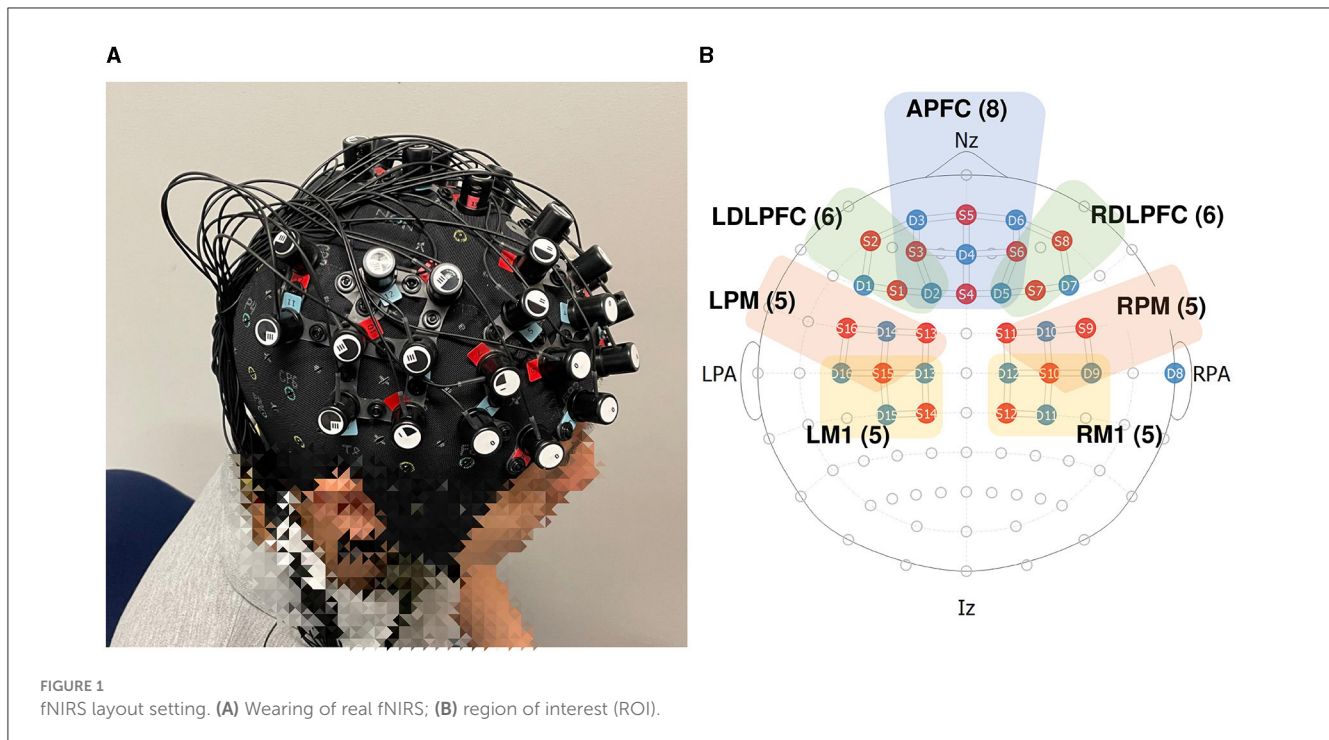 A
B
APFC (8)
Nz
LDLPFC (6)
RDLPFC (6)
D3
S5
D6
S2
S3
D4
S6
S8
D1
S1
D2
S4
D5
S7
D7
LPM (5)
RPM (5)
S16
D14
S13
S11
D10
S9
LPA
D16
S15
D13
D12
S10
D9
D8
RPA
D15
S14
S12
D11
LM1 (5)
RM1 (5)
Iz
FIGURE 1
fNIRS layout setting. (A) Wearing of real fNIRS; (B) region of interest (ROI).